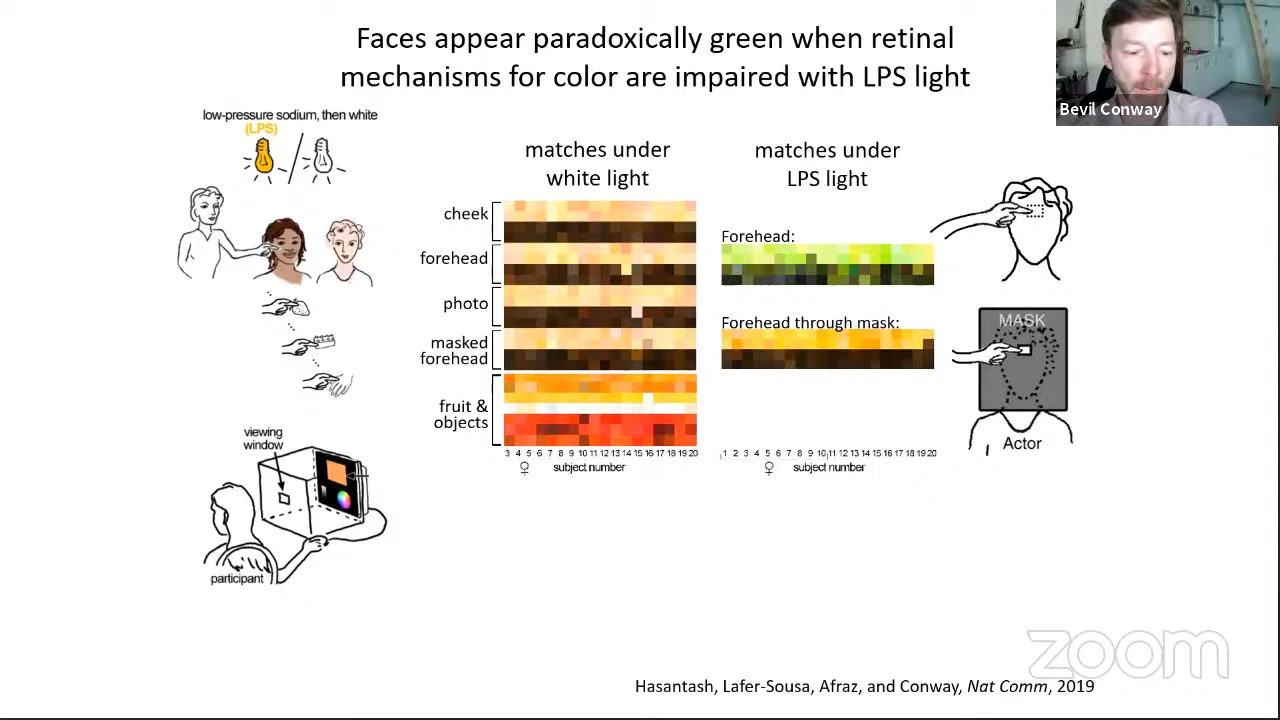 Faces appear paradoxically green when retinal
mechanisms for color are impaired with LPS light
Bevil Conway
low-pressure sodium, then white
(LPS)
matches under
white light
matches under
LPS light
cheek
forehead
photo
masked
forehead
fruit &
objects
3 4 5 6 7 8 9 10 11 12 13 14 15 16 17 18 19 20
♀ subject number
Forehead:
Forehead through mask:
1 2 3 4 5 6 7 8 9 10 11 12 13 14 15 16 17 18 19 20
♀ subject number
MASK
Actor
viewing
window
participant
zoom
Hasantash, Lafer-Sousa, Afraz, and Conway, Nat Comm, 2019